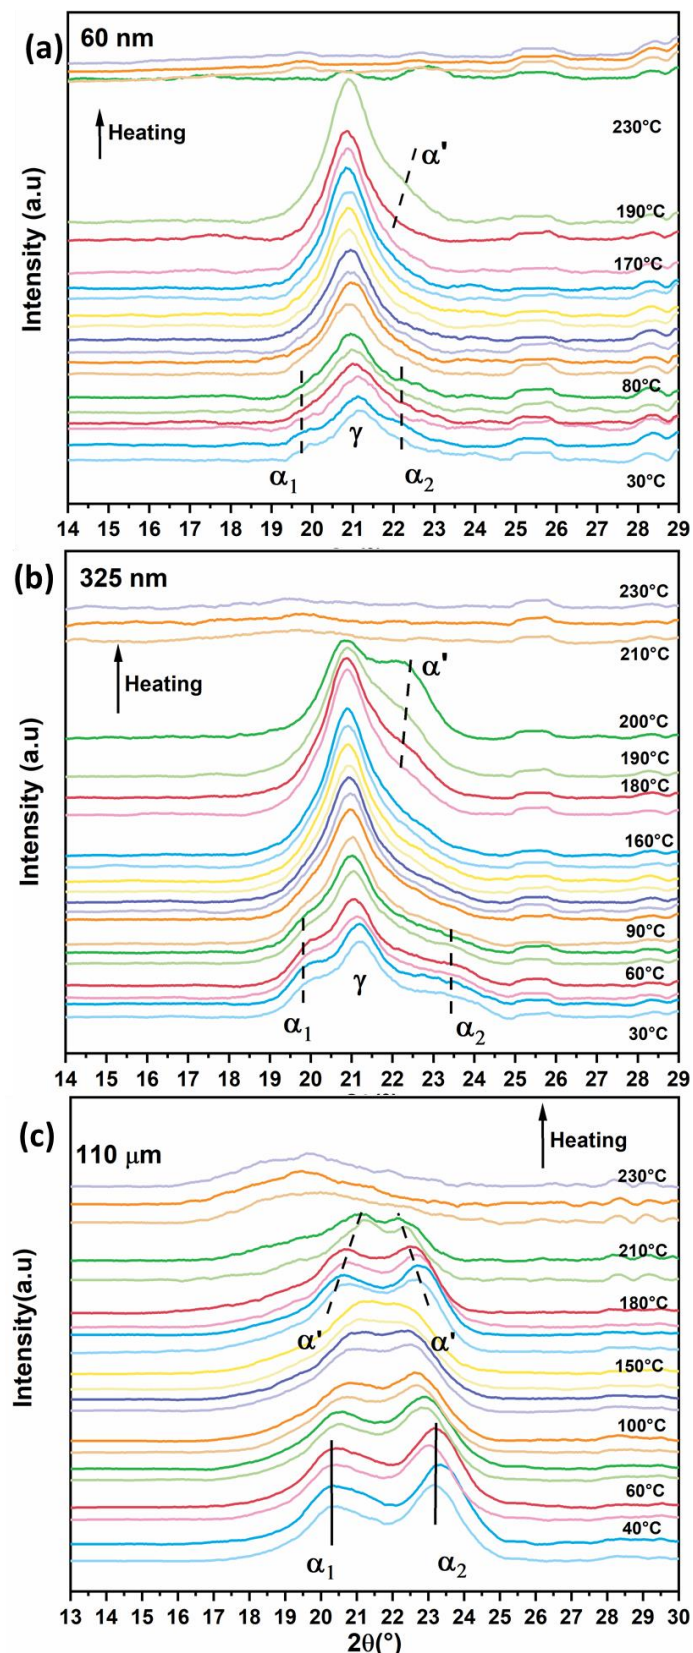 (a)
60 nm
Heating
α'
230°C
190°C
170°C
80°C
30°C
γ
α₁
α₂
Intensity (a.u)
14 15 16 17 18 19 20 21 22 23 24 25 26 27 28 29
(b)
325 nm
Heating
α'
230°C
210°C
200°C
190°C
180°C
160°C
90°C
60°C
30°C
γ
α₁
α₂
Intensity (a.u)
14 15 16 17 18 19 20 21 22 23 24 25 26 27 28 29
(c)
110 μm
Heating
230°C
210°C
180°C
α' α'
150°C
100°C
60°C
40°C
α₁ α₂
Intensity(a.u)
13 14 15 16 17 18 19 20 21 22 23 24 25 26 27 28 29 30
2θ(°)